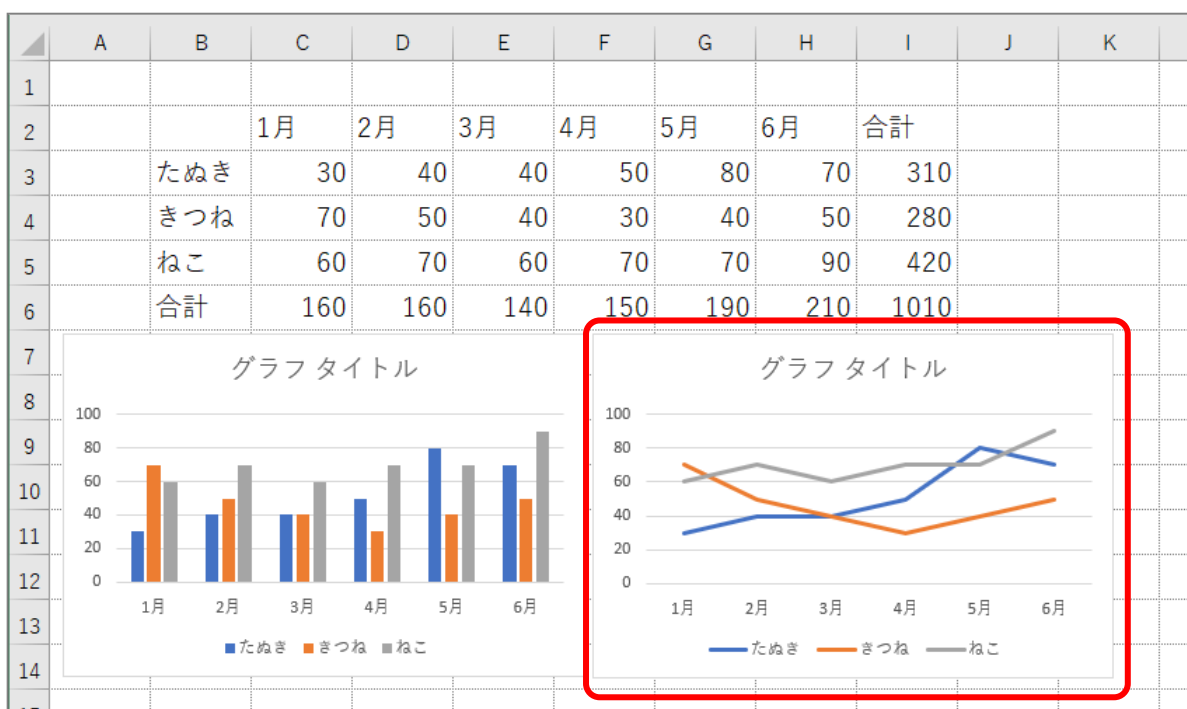 A B C D E F G H I J K
1
2 1月 2月 3月 4月 5月 6月 合計
3 たぬき 30 40 40 50 80 70 310
4 きつね 70 50 40 30 40 50 280
5 ねこ 60 70 60 70 70 90 420
6 合計 160 160 140 150 190 210 1010
7
8
9
10
11
12
13
14
グラフ タイトル
100
80
60
40
20
0
1月 2月 3月 4月 5月 6月
たぬき きつね ねこ
グラフ タイトル
100
80
60
40
20
0
1月 2月 3月 4月 5月 6月
たぬき きつね ねこ